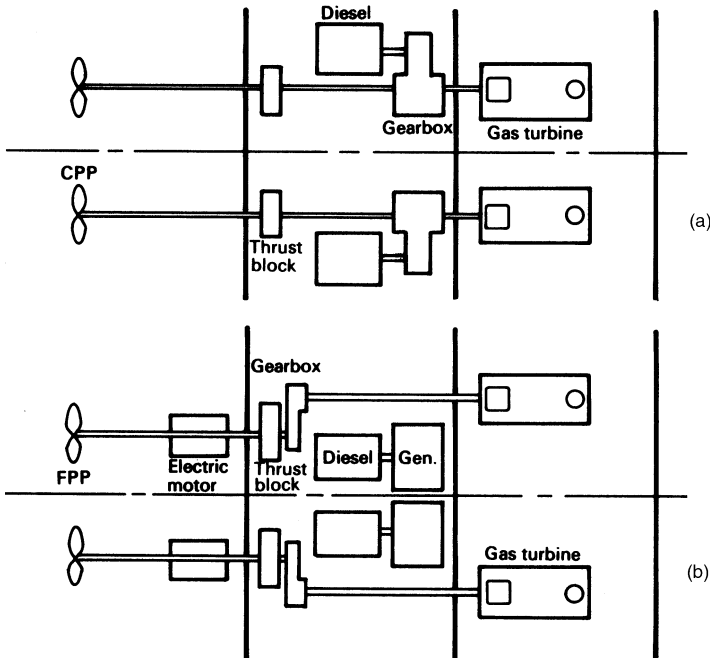 Diesel
Gearbox
Gas turbine
CPP
(a)
Thrust
block
Gearbox
Diesel
Gen.
FPP
Electric
motor
Thrust
block
Gas turbine
(b)